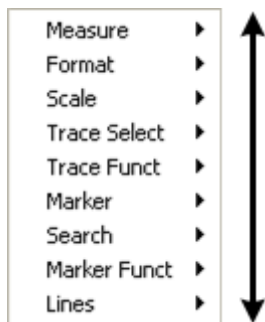 Measure
Format
Scale
Trace Select
Trace Funct
Marker
Search
Marker Funct
Lines